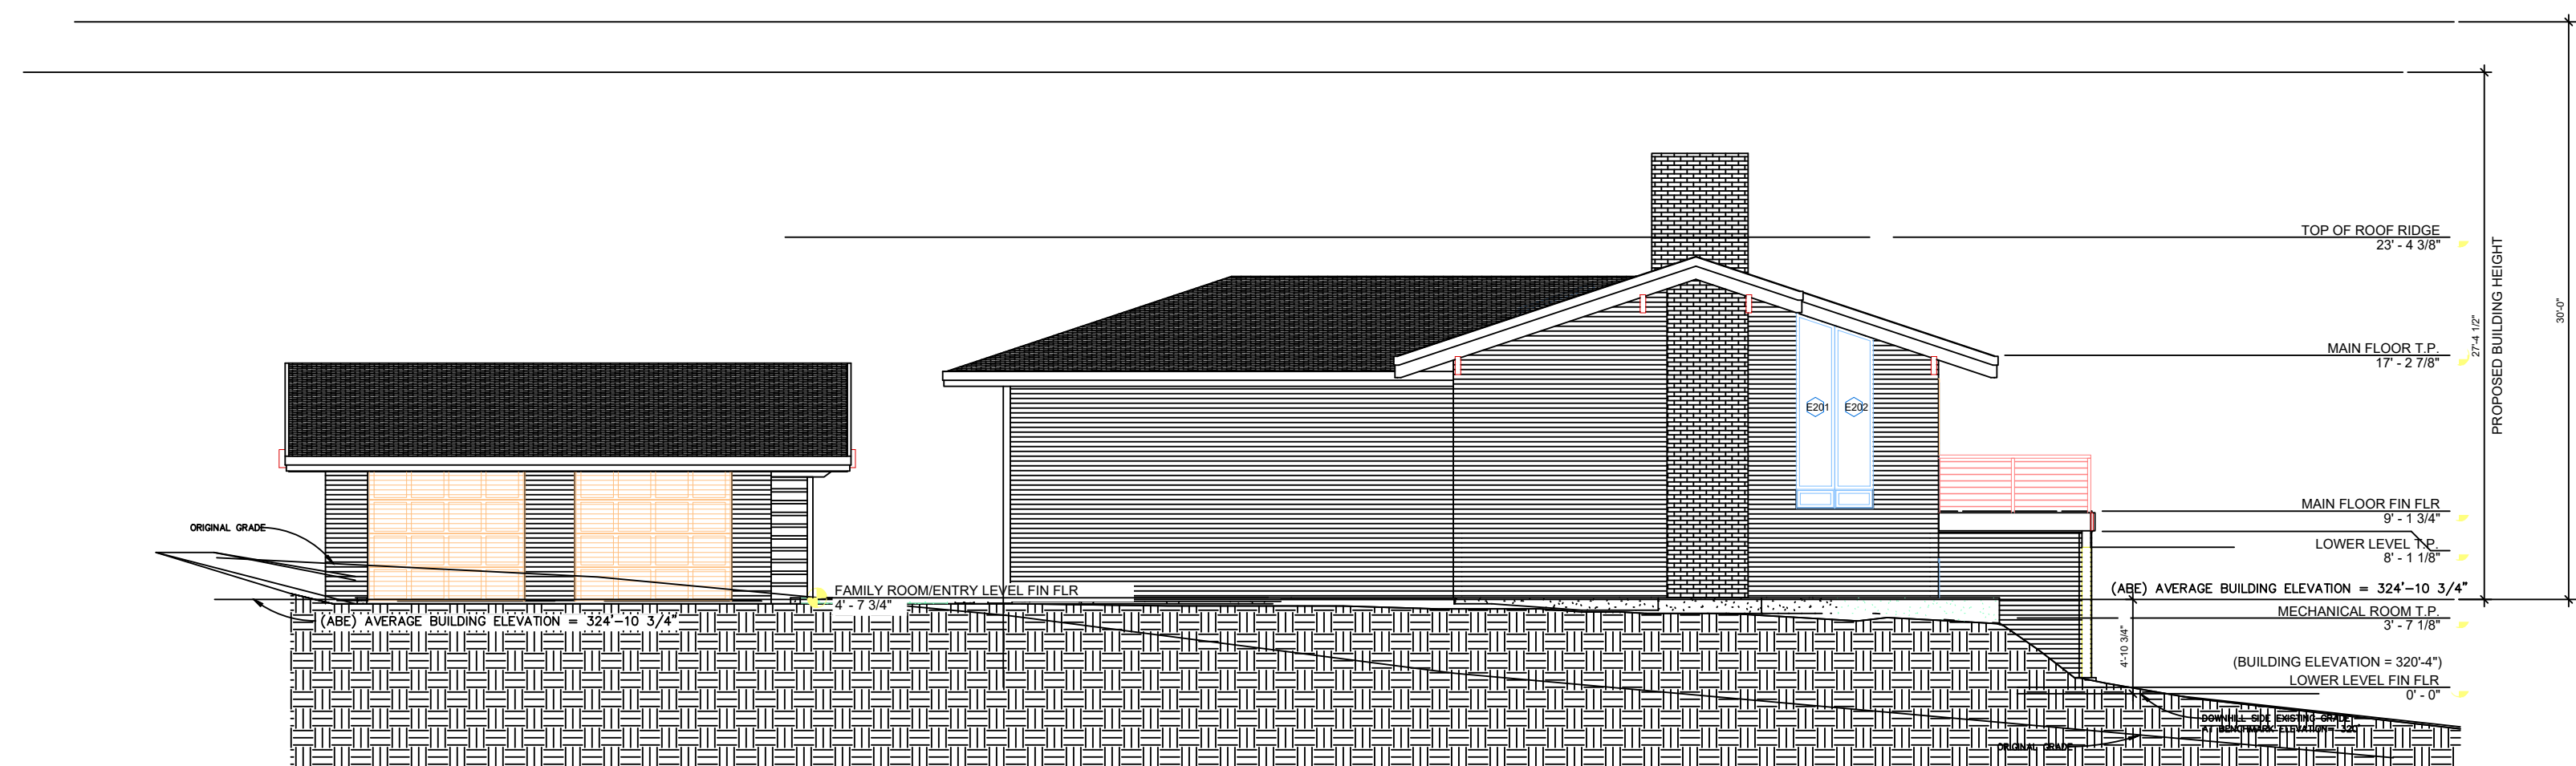 TOP OF ROOF RIDGE
23' - 4 3/8"
PROPOSED BUILDING HEIGHT
27'-4 1/2"
30'-0"
MAIN FLOOR T.P.
17' - 2 7/8"
E201 E202
MAIN FLOOR FIN FLR
9' - 1 3/4"
ORIGINAL GRADE
LOWER LEVEL T.P.
8' - 1 1/8"
FAMILY ROOM/ENTRY LEVEL FIN FLR
4' - 7 3/4"
(ABE) AVERAGE BUILDING ELEVATION = 324'-10 3/4"
(ABE) AVERAGE BUILDING ELEVATION = 324'-10 3/4"
MECHANICAL ROOM T.P.
3' - 7 1/8"
4'-10 3/4"
(BUILDING ELEVATION = 320'-4")
LOWER LEVEL FIN FLR
0' - 0"
DOWNHILL SIDE EXISTING GRADE
AT BENCHMARK ELEVATION= 320'
ORIGINAL GRADE